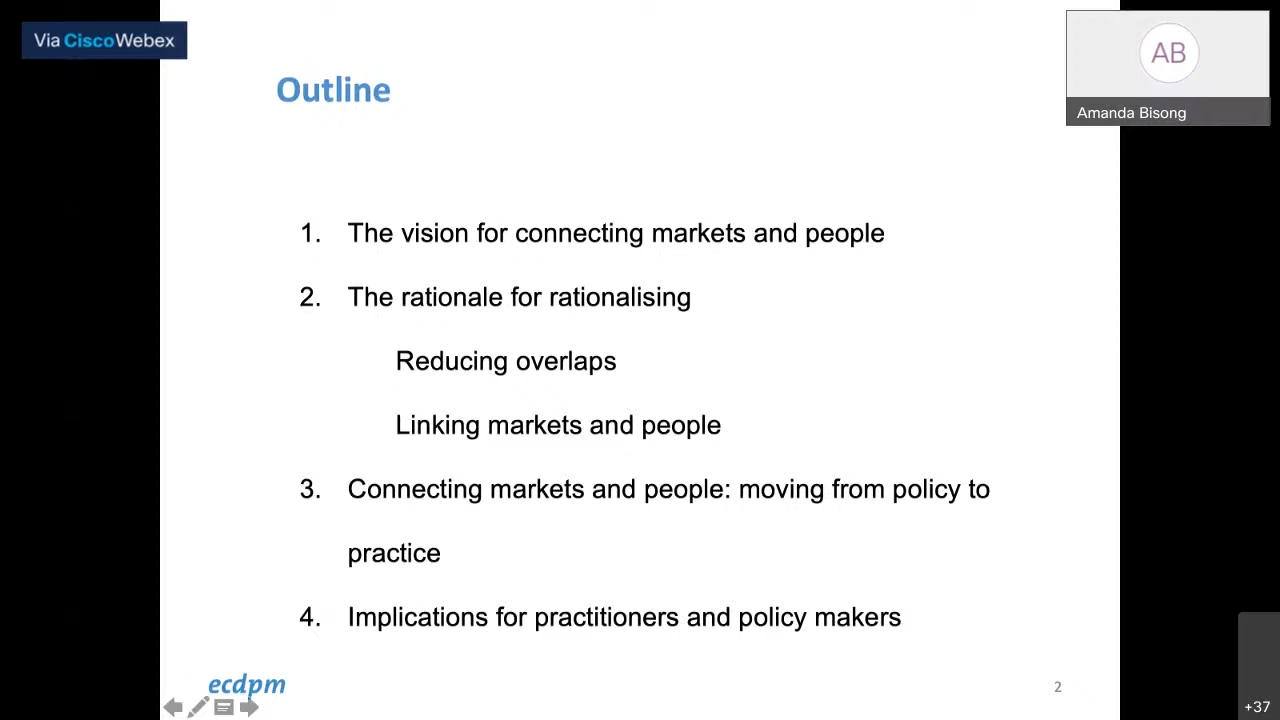 Via CiscoWebex
AB
Amanda Bisong
Outline
1. The vision for connecting markets and people
2. The rationale for rationalising
Reducing overlaps
Linking markets and people
3. Connecting markets and people: moving from policy to
practice
4. Implications for practitioners and policy makers
ecdpm
2
+37